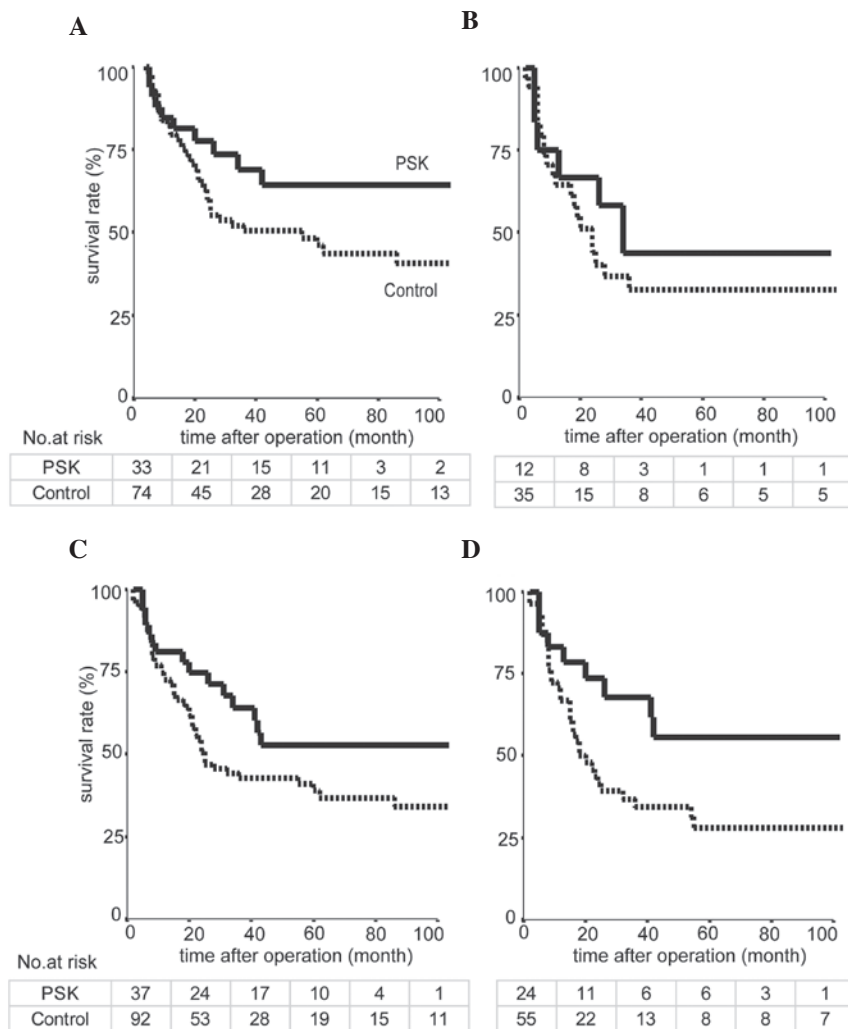 A
B
100
75
50
25
0
survival rate (%)
PSK
Control
0 20 40 60 80 100
time after operation (month)
100
75
50
25
0
0 20 40 60 80 100
time after operation (month)
No.at risk
PSK 33 21 15 11 3 2
Control 74 45 28 20 15 13
12 8 3 1 1 1
35 15 8 6 5 5
C
D
100
75
50
25
0
survival rate (%)
0 20 40 60 80 100
time after operation (month)
100
75
50
25
0
0 20 40 60 80 100
time after operation (month)
No.at risk
PSK 37 24 17 10 4 1
Control 92 53 28 19 15 11
24 11 6 6 3 1
55 22 13 8 8 7